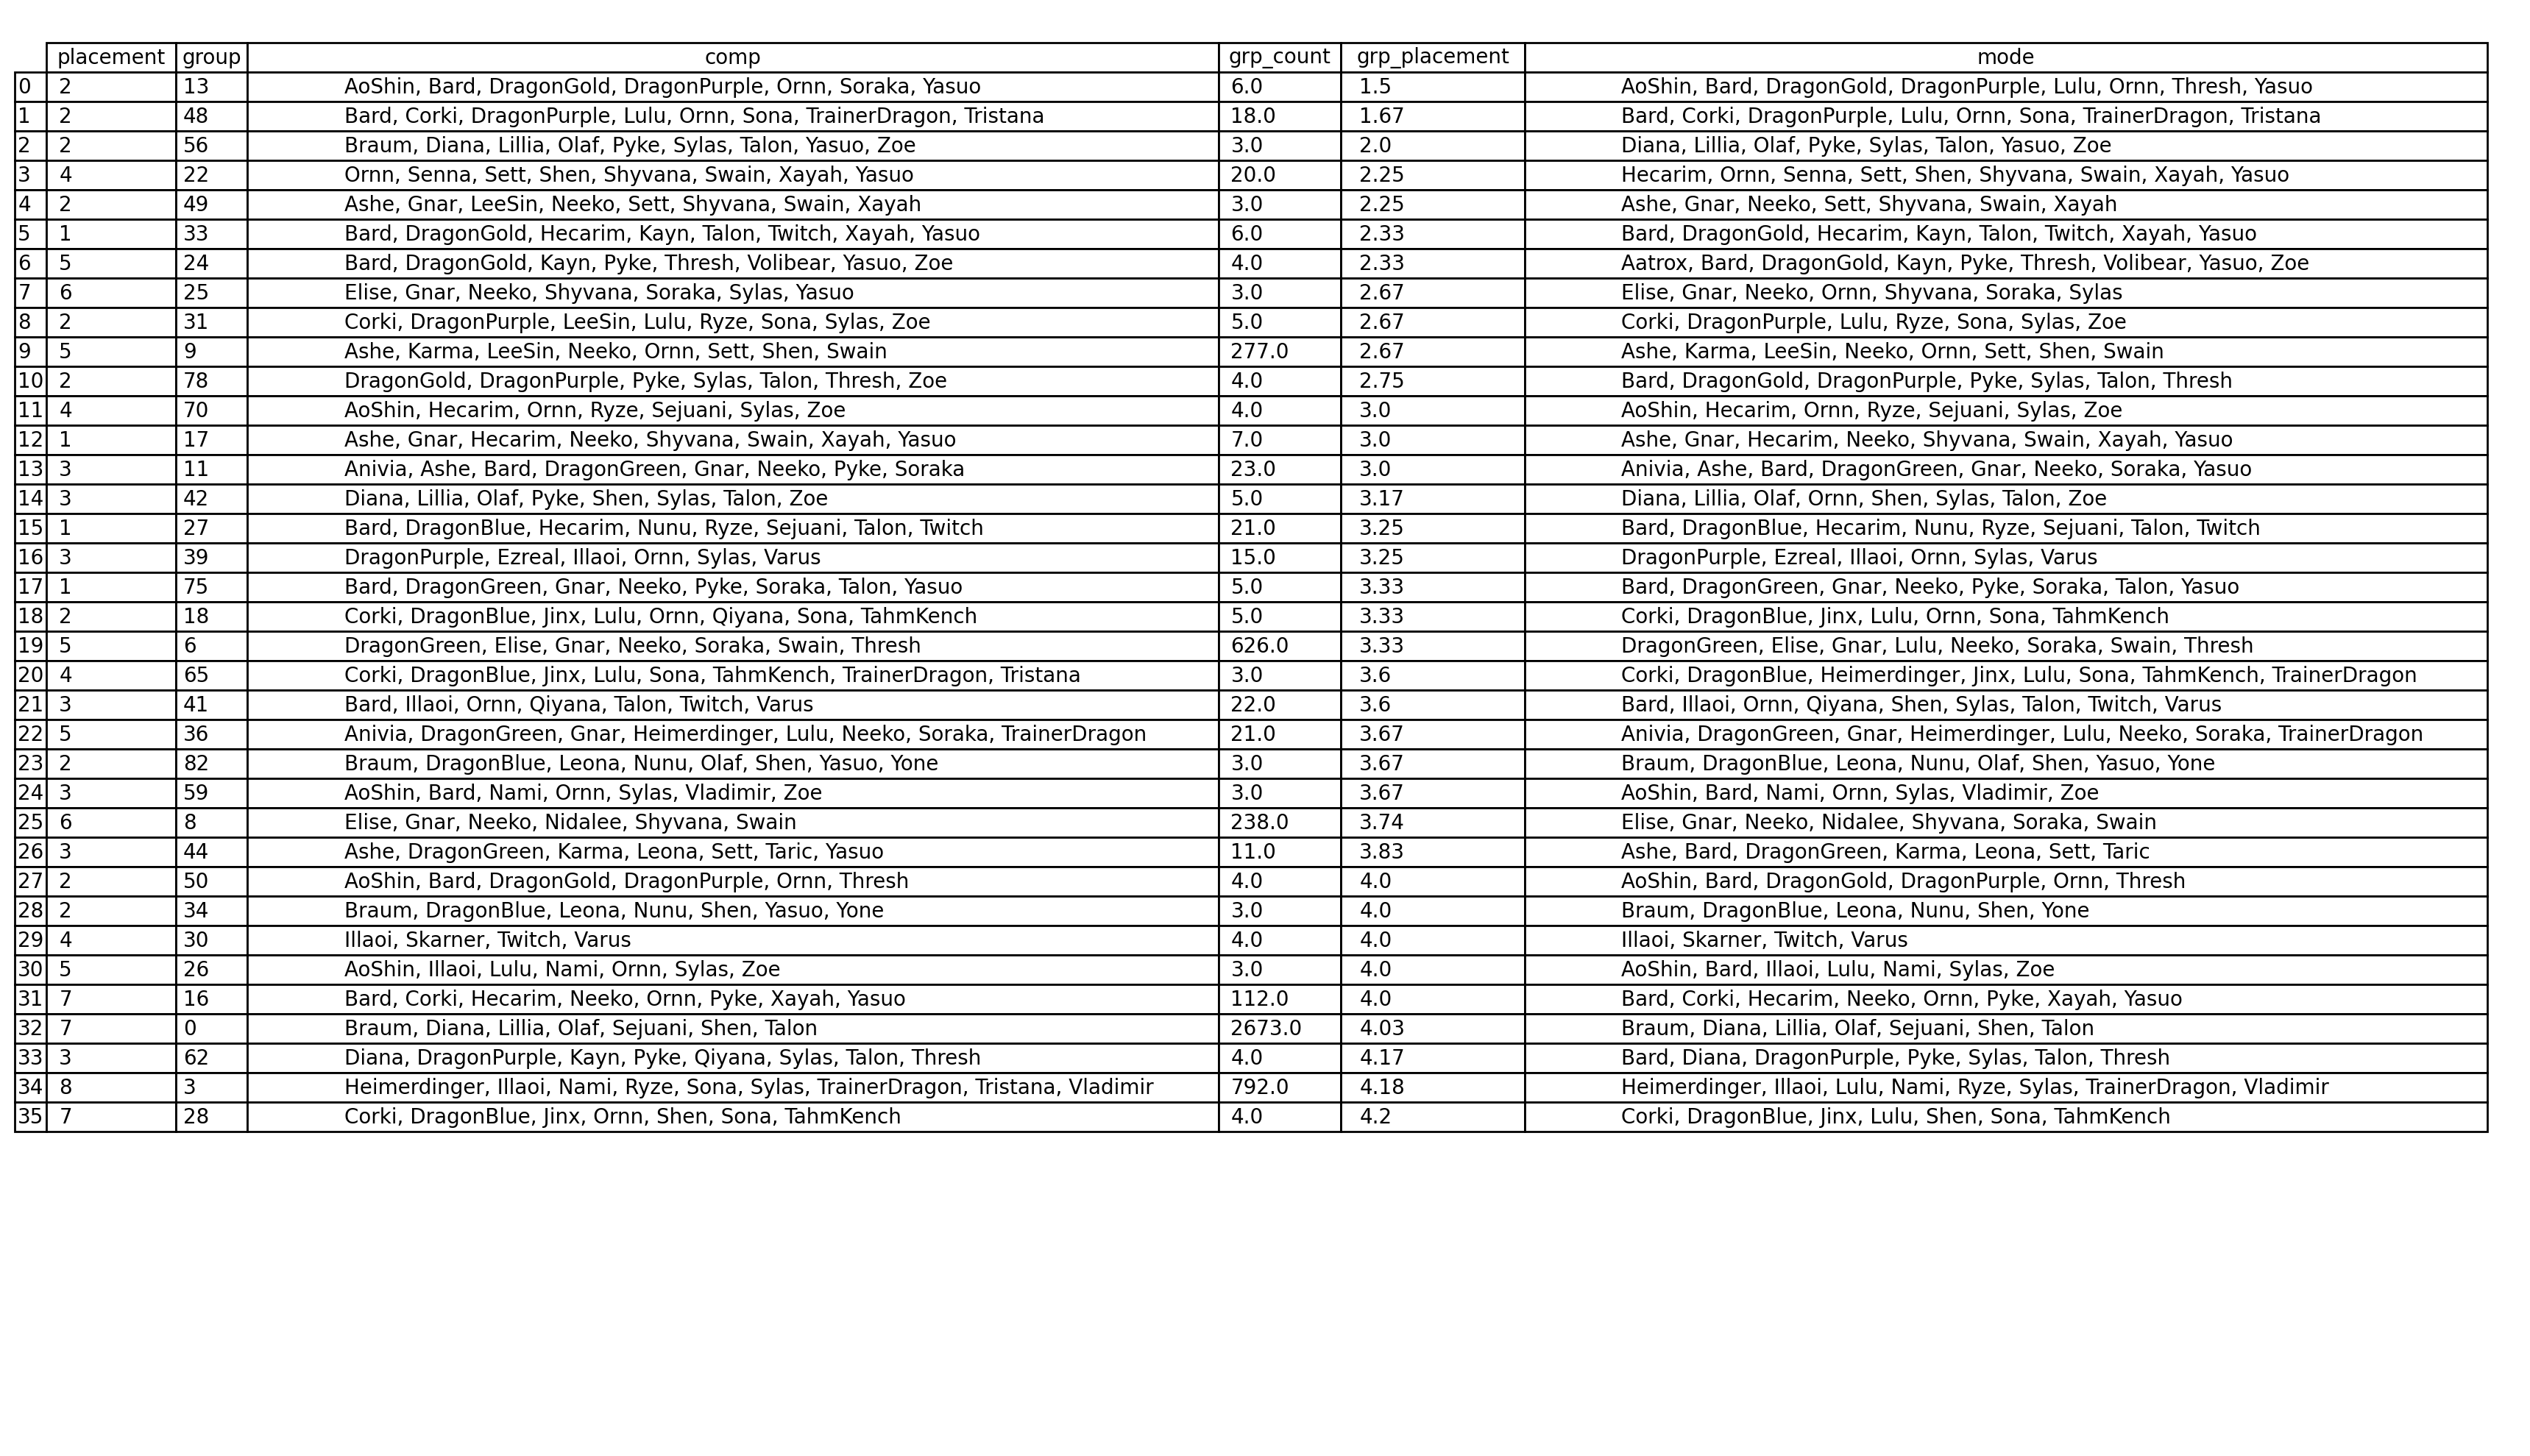 placement group comp grp_count grp_placement mode
0 2 13 AoShin, Bard, DragonGold, DragonPurple, Ornn, Soraka, Yasuo 6.0 1.5 AoShin, Bard, DragonGold, DragonPurple, Lulu, Ornn, Thresh, Yasuo
1 2 48 Bard, Corki, DragonPurple, Lulu, Ornn, Sona, TrainerDragon, Tristana 18.0 1.67 Bard, Corki, DragonPurple, Lulu, Ornn, Sona, TrainerDragon, Tristana
2 2 56 Braum, Diana, Lillia, Olaf, Pyke, Sylas, Talon, Yasuo, Zoe 3.0 2.0 Diana, Lillia, Olaf, Pyke, Sylas, Talon, Yasuo, Zoe
3 4 22 Ornn, Senna, Sett, Shen, Shyvana, Swain, Xayah, Yasuo 20.0 2.25 Hecarim, Ornn, Senna, Sett, Shen, Shyvana, Swain, Xayah, Yasuo
4 2 49 Ashe, Gnar, LeeSin, Neeko, Sett, Shyvana, Swain, Xayah 3.0 2.25 Ashe, Gnar, Neeko, Sett, Shyvana, Swain, Xayah
5 1 33 Bard, DragonGold, Hecarim, Kayn, Talon, Twitch, Xayah, Yasuo 6.0 2.33 Bard, DragonGold, Hecarim, Kayn, Talon, Twitch, Xayah, Yasuo
6 5 24 Bard, DragonGold, Kayn, Pyke, Thresh, Volibear, Yasuo, Zoe 4.0 2.33 Aatrox, Bard, DragonGold, Kayn, Pyke, Thresh, Volibear, Yasuo, Zoe
7 6 25 Elise, Gnar, Neeko, Shyvana, Soraka, Sylas, Yasuo 3.0 2.67 Elise, Gnar, Neeko, Ornn, Shyvana, Soraka, Sylas
8 2 31 Corki, DragonPurple, LeeSin, Lulu, Ryze, Sona, Sylas, Zoe 5.0 2.67 Corki, DragonPurple, Lulu, Ryze, Sona, Sylas, Zoe
9 5 9 Ashe, Karma, LeeSin, Neeko, Ornn, Sett, Shen, Swain 277.0 2.67 Ashe, Karma, LeeSin, Neeko, Ornn, Sett, Shen, Swain
10 2 78 DragonGold, DragonPurple, Pyke, Sylas, Talon, Thresh, Zoe 4.0 2.75 Bard, DragonGold, DragonPurple, Pyke, Sylas, Talon, Thresh
11 4 70 AoShin, Hecarim, Ornn, Ryze, Sejuani, Sylas, Zoe 4.0 3.0 AoShin, Hecarim, Ornn, Ryze, Sejuani, Sylas, Zoe
12 1 17 Ashe, Gnar, Hecarim, Neeko, Shyvana, Swain, Xayah, Yasuo 7.0 3.0 Ashe, Gnar, Hecarim, Neeko, Shyvana, Swain, Xayah, Yasuo
13 3 11 Anivia, Ashe, Bard, DragonGreen, Gnar, Neeko, Pyke, Soraka 23.0 3.0 Anivia, Ashe, Bard, DragonGreen, Gnar, Neeko, Soraka, Yasuo
14 3 42 Diana, Lillia, Olaf, Pyke, Shen, Sylas, Talon, Zoe 5.0 3.17 Diana, Lillia, Olaf, Ornn, Shen, Sylas, Talon, Zoe
15 1 27 Bard, DragonBlue, Hecarim, Nunu, Ryze, Sejuani, Talon, Twitch 21.0 3.25 Bard, DragonBlue, Hecarim, Nunu, Ryze, Sejuani, Talon, Twitch
16 3 39 DragonPurple, Ezreal, Illaoi, Ornn, Sylas, Varus 15.0 3.25 DragonPurple, Ezreal, Illaoi, Ornn, Sylas, Varus
17 1 75 Bard, DragonGreen, Gnar, Neeko, Pyke, Soraka, Talon, Yasuo 5.0 3.33 Bard, DragonGreen, Gnar, Neeko, Pyke, Soraka, Talon, Yasuo
18 2 18 Corki, DragonBlue, Jinx, Lulu, Ornn, Qiyana, Sona, TahmKench 5.0 3.33 Corki, DragonBlue, Jinx, Lulu, Ornn, Sona, TahmKench
19 5 6 DragonGreen, Elise, Gnar, Neeko, Soraka, Swain, Thresh 626.0 3.33 DragonGreen, Elise, Gnar, Lulu, Neeko, Soraka, Swain, Thresh
20 4 65 Corki, DragonBlue, Jinx, Lulu, Sona, TahmKench, TrainerDragon, Tristana 3.0 3.6 Corki, DragonBlue, Heimerdinger, Jinx, Lulu, Sona, TahmKench, TrainerDragon
21 3 41 Bard, Illaoi, Ornn, Qiyana, Talon, Twitch, Varus 22.0 3.6 Bard, Illaoi, Ornn, Qiyana, Shen, Sylas, Talon, Twitch, Varus
22 5 36 Anivia, DragonGreen, Gnar, Heimerdinger, Lulu, Neeko, Soraka, TrainerDragon 21.0 3.67 Anivia, DragonGreen, Gnar, Heimerdinger, Lulu, Neeko, Soraka, TrainerDragon
23 2 82 Braum, DragonBlue, Leona, Nunu, Olaf, Shen, Yasuo, Yone 3.0 3.67 Braum, DragonBlue, Leona, Nunu, Olaf, Shen, Yasuo, Yone
24 3 59 AoShin, Bard, Nami, Ornn, Sylas, Vladimir, Zoe 3.0 3.67 AoShin, Bard, Nami, Ornn, Sylas, Vladimir, Zoe
25 6 8 Elise, Gnar, Neeko, Nidalee, Shyvana, Swain 238.0 3.74 Elise, Gnar, Neeko, Nidalee, Shyvana, Soraka, Swain
26 3 44 Ashe, DragonGreen, Karma, Leona, Sett, Taric, Yasuo 11.0 3.83 Ashe, Bard, DragonGreen, Karma, Leona, Sett, Taric
27 2 50 AoShin, Bard, DragonGold, DragonPurple, Ornn, Thresh 4.0 4.0 AoShin, Bard, DragonGold, DragonPurple, Ornn, Thresh
28 2 34 Braum, DragonBlue, Leona, Nunu, Shen, Yasuo, Yone 3.0 4.0 Braum, DragonBlue, Leona, Nunu, Shen, Yone
29 4 30 Illaoi, Skarner, Twitch, Varus 4.0 4.0 Illaoi, Skarner, Twitch, Varus
30 5 26 AoShin, Illaoi, Lulu, Nami, Ornn, Sylas, Zoe 3.0 4.0 AoShin, Bard, Illaoi, Lulu, Nami, Sylas, Zoe
31 7 16 Bard, Corki, Hecarim, Neeko, Ornn, Pyke, Xayah, Yasuo 112.0 4.0 Bard, Corki, Hecarim, Neeko, Ornn, Pyke, Xayah, Yasuo
32 7 0 Braum, Diana, Lillia, Olaf, Sejuani, Shen, Talon 2673.0 4.03 Braum, Diana, Lillia, Olaf, Sejuani, Shen, Talon
33 3 62 Diana, DragonPurple, Kayn, Pyke, Qiyana, Sylas, Talon, Thresh 4.0 4.17 Bard, Diana, DragonPurple, Pyke, Sylas, Talon, Thresh
34 8 3 Heimerdinger, Illaoi, Nami, Ryze, Sona, Sylas, TrainerDragon, Tristana, Vladimir 792.0 4.18 Heimerdinger, Illaoi, Lulu, Nami, Ryze, Sylas, TrainerDragon, Vladimir
35 7 28 Corki, DragonBlue, Jinx, Ornn, Shen, Sona, TahmKench 4.0 4.2 Corki, DragonBlue, Jinx, Lulu, Shen, Sona, TahmKench